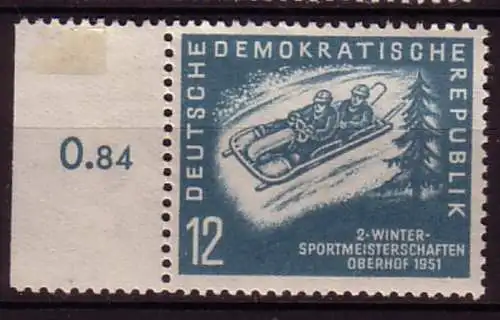 0.84
DEUTSCHE
DEMOKRATISCHE
REPUBLIK
12
2-WINTER-
SPORTMEISTERSCHAFTEN
OBERHOF 1951